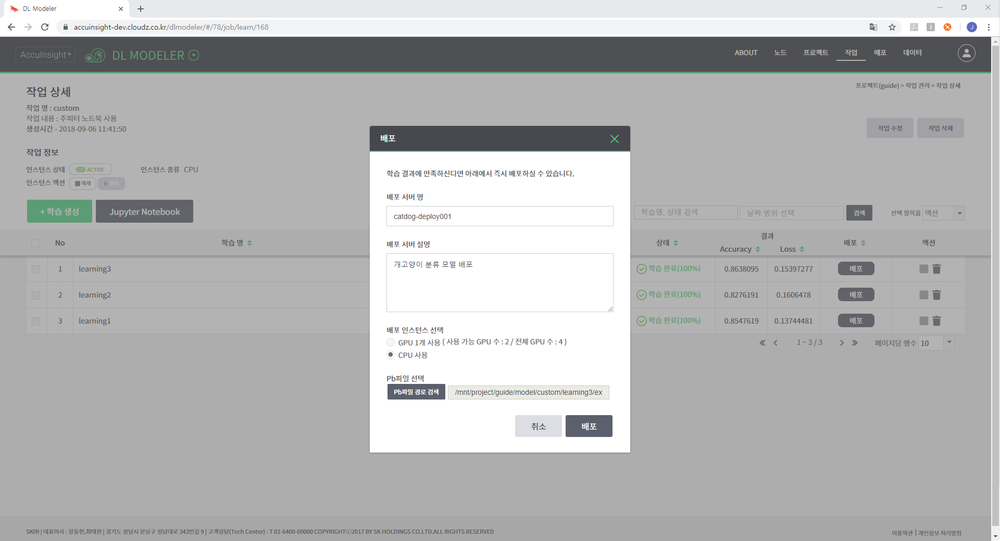 DL Modeler
accuinsight-dev.cloudz.co.kr/dlmodeler/#/78/job/learn/168
J
AccuInsight+
DL MODELER
ABOUT 노드 프로젝트 작업 배포 데이터
작업 상세
프로젝트(guide) > 작업 관리 > 작업 상세
작업 명 : custom
작업 내용 : 주피터 노트북 사용
생성시간 - 2018-09-06 11:41:50
작업 수정 작업 삭제
작업 정보
인스턴스 상태 ACTIVE 인스턴스 종류 CPU
인스턴스 액션 해제
+ 학습 생성 Jupyter Notebook
학습명, 상태 검색 날짜 범위 선택 검색 선택 항목을 액션
No 학습 명 상태 결과 배포 액션
Accuracy Loss
1 learning3 학습 완료(100%) 0.8638095 0.15397277 배포
2 learning2 학습 완료(100%) 0.8276191 0.1606478 배포
3 learning1 학습 완료(100%) 0.8547619 0.13744481 배포
1 ~ 3 / 3 페이지당 행수 10
배포
학습 결과에 만족하신다면 아래에서 즉시 배포하실 수 있습니다.
배포 서버 명
catdog-deploy001
배포 서버 설명
개고양이 분류 모델 배포
배포 인스턴스 선택
GPU 1개 사용 ( 사용 가능 GPU 수 : 2 / 전체 GPU 수 : 4 )
CPU 사용
Pb파일 선택
Pb파일 경로 검색 /mnt/project/guide/model/custom/learning3/ex
취소 배포
SK㈜ | 대표이사 : 장동현,최태원 | 경기도 성남시 분당구 성남대로 343번길 9 | 고객상담(Tech Center) : T 02-6400-00000 COPYRIGHTⓒ2017 BY SK HOLDINGS CO.LTD.ALL RIGHTS RESERVED
이용약관 | 개인정보 처리방침